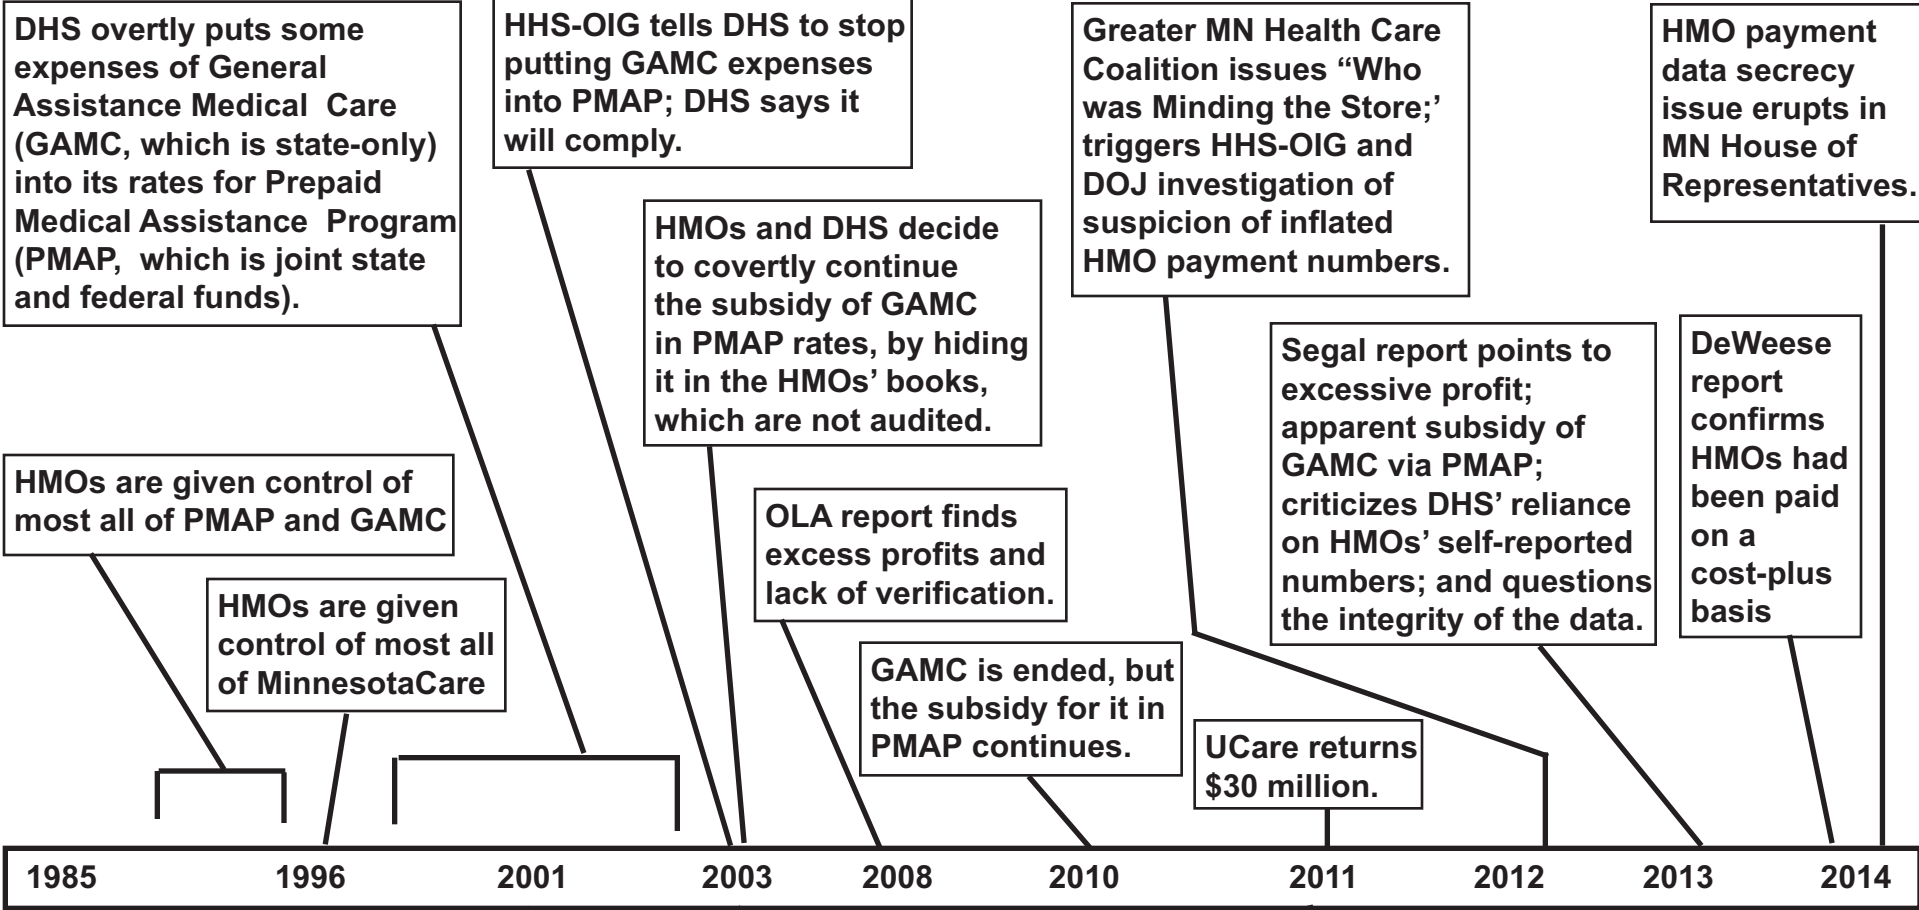 DHS overtly puts some
expenses of General
Assistance Medical Care
(GAMC, which is state-only)
into its rates for Prepaid
Medical Assistance Program
(PMAP, which is joint state
and federal funds).
HHS-OIG tells DHS to stop
putting GAMC expenses
into PMAP; DHS says it
will comply.
Greater MN Health Care
Coalition issues “Who
was Minding the Store;’
triggers HHS-OIG and
DOJ investigation of
suspicion of inflated
HMO payment numbers.
HMO payment
data secrecy
issue erupts in
MN House of
Representatives.
HMOs and DHS decide
to covertly continue
the subsidy of GAMC
in PMAP rates, by hiding
it in the HMOs’ books,
which are not audited.
Segal report points to
excessive profit;
apparent subsidy of
GAMC via PMAP;
criticizes DHS’ reliance
on HMOs’ self-reported
numbers; and questions
the integrity of the data.
DeWeese
report
confirms
HMOs had
been paid
on a
cost-plus
basis
HMOs are given control of
most all of PMAP and GAMC
OLA report finds
excess profits and
lack of verification.
HMOs are given
control of most all
of MinnesotaCare
GAMC is ended, but
the subsidy for it in
PMAP continues.
UCare returns
$30 million.
1985 1996 2001 2003 2008 2010 2011 2012 2013 2014